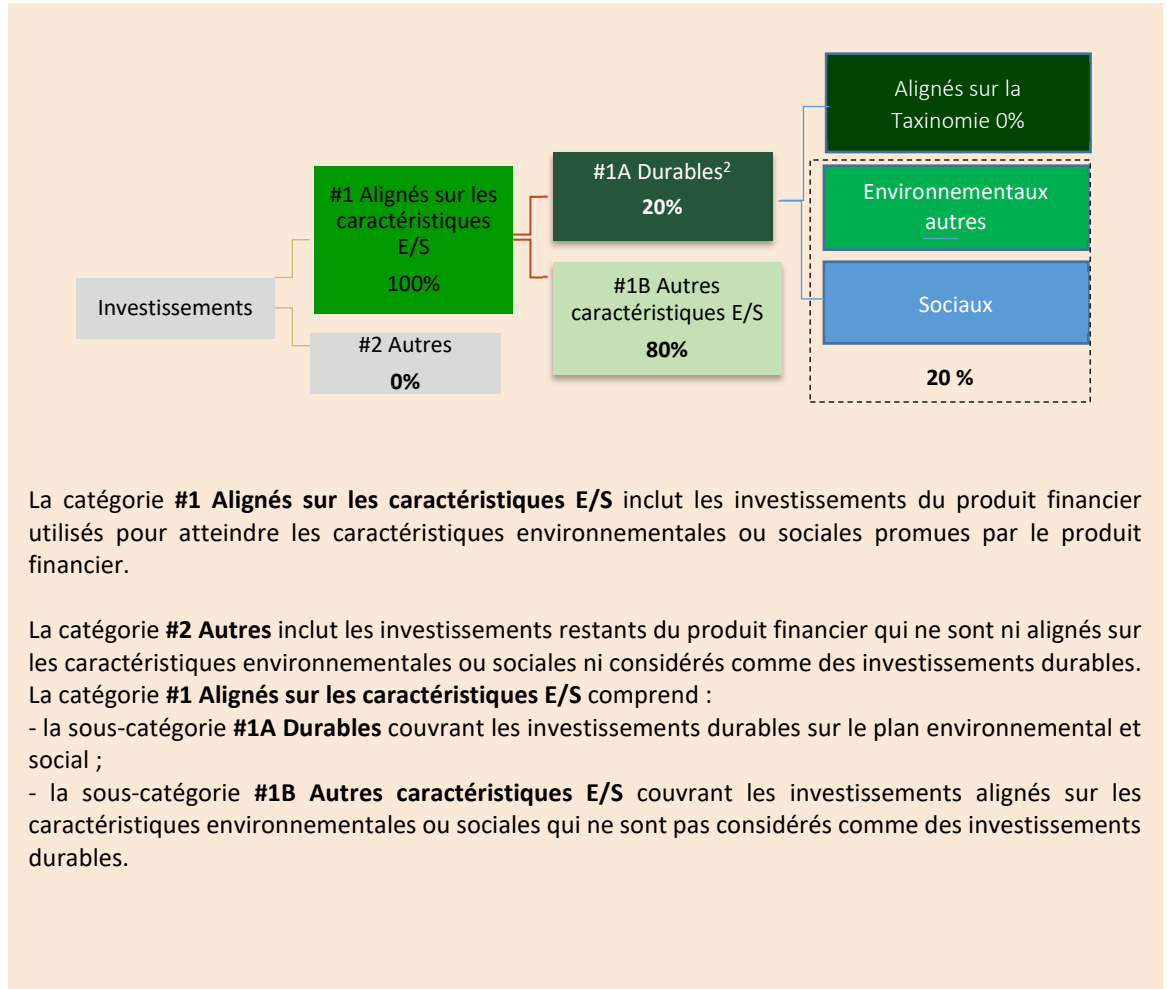 Investissements
#1 Alignés sur les
caractéristiques
E/S
100%
#2 Autres
0%
#1A Durables2
20%
#1B Autres
caractéristiques E/S
80%
Alignés sur la
Taxinomie 0%
Environnementaux
autres
Sociaux
20 %
La catégorie #1 Alignés sur les caractéristiques E/S inclut les investissements du produit financier
utilisés pour atteindre les caractéristiques environnementales ou sociales promues par le produit
financier.
La catégorie #2 Autres inclut les investissements restants du produit financier qui ne sont ni alignés sur
les caractéristiques environnementales ou sociales ni considérés comme des investissements durables.
La catégorie #1 Alignés sur les caractéristiques E/S comprend :
- la sous-catégorie #1A Durables couvrant les investissements durables sur le plan environnemental et
social ;
- la sous-catégorie #1B Autres caractéristiques E/S couvrant les investissements alignés sur les
caractéristiques environnementales ou sociales qui ne sont pas considérés comme des investissements
durables.